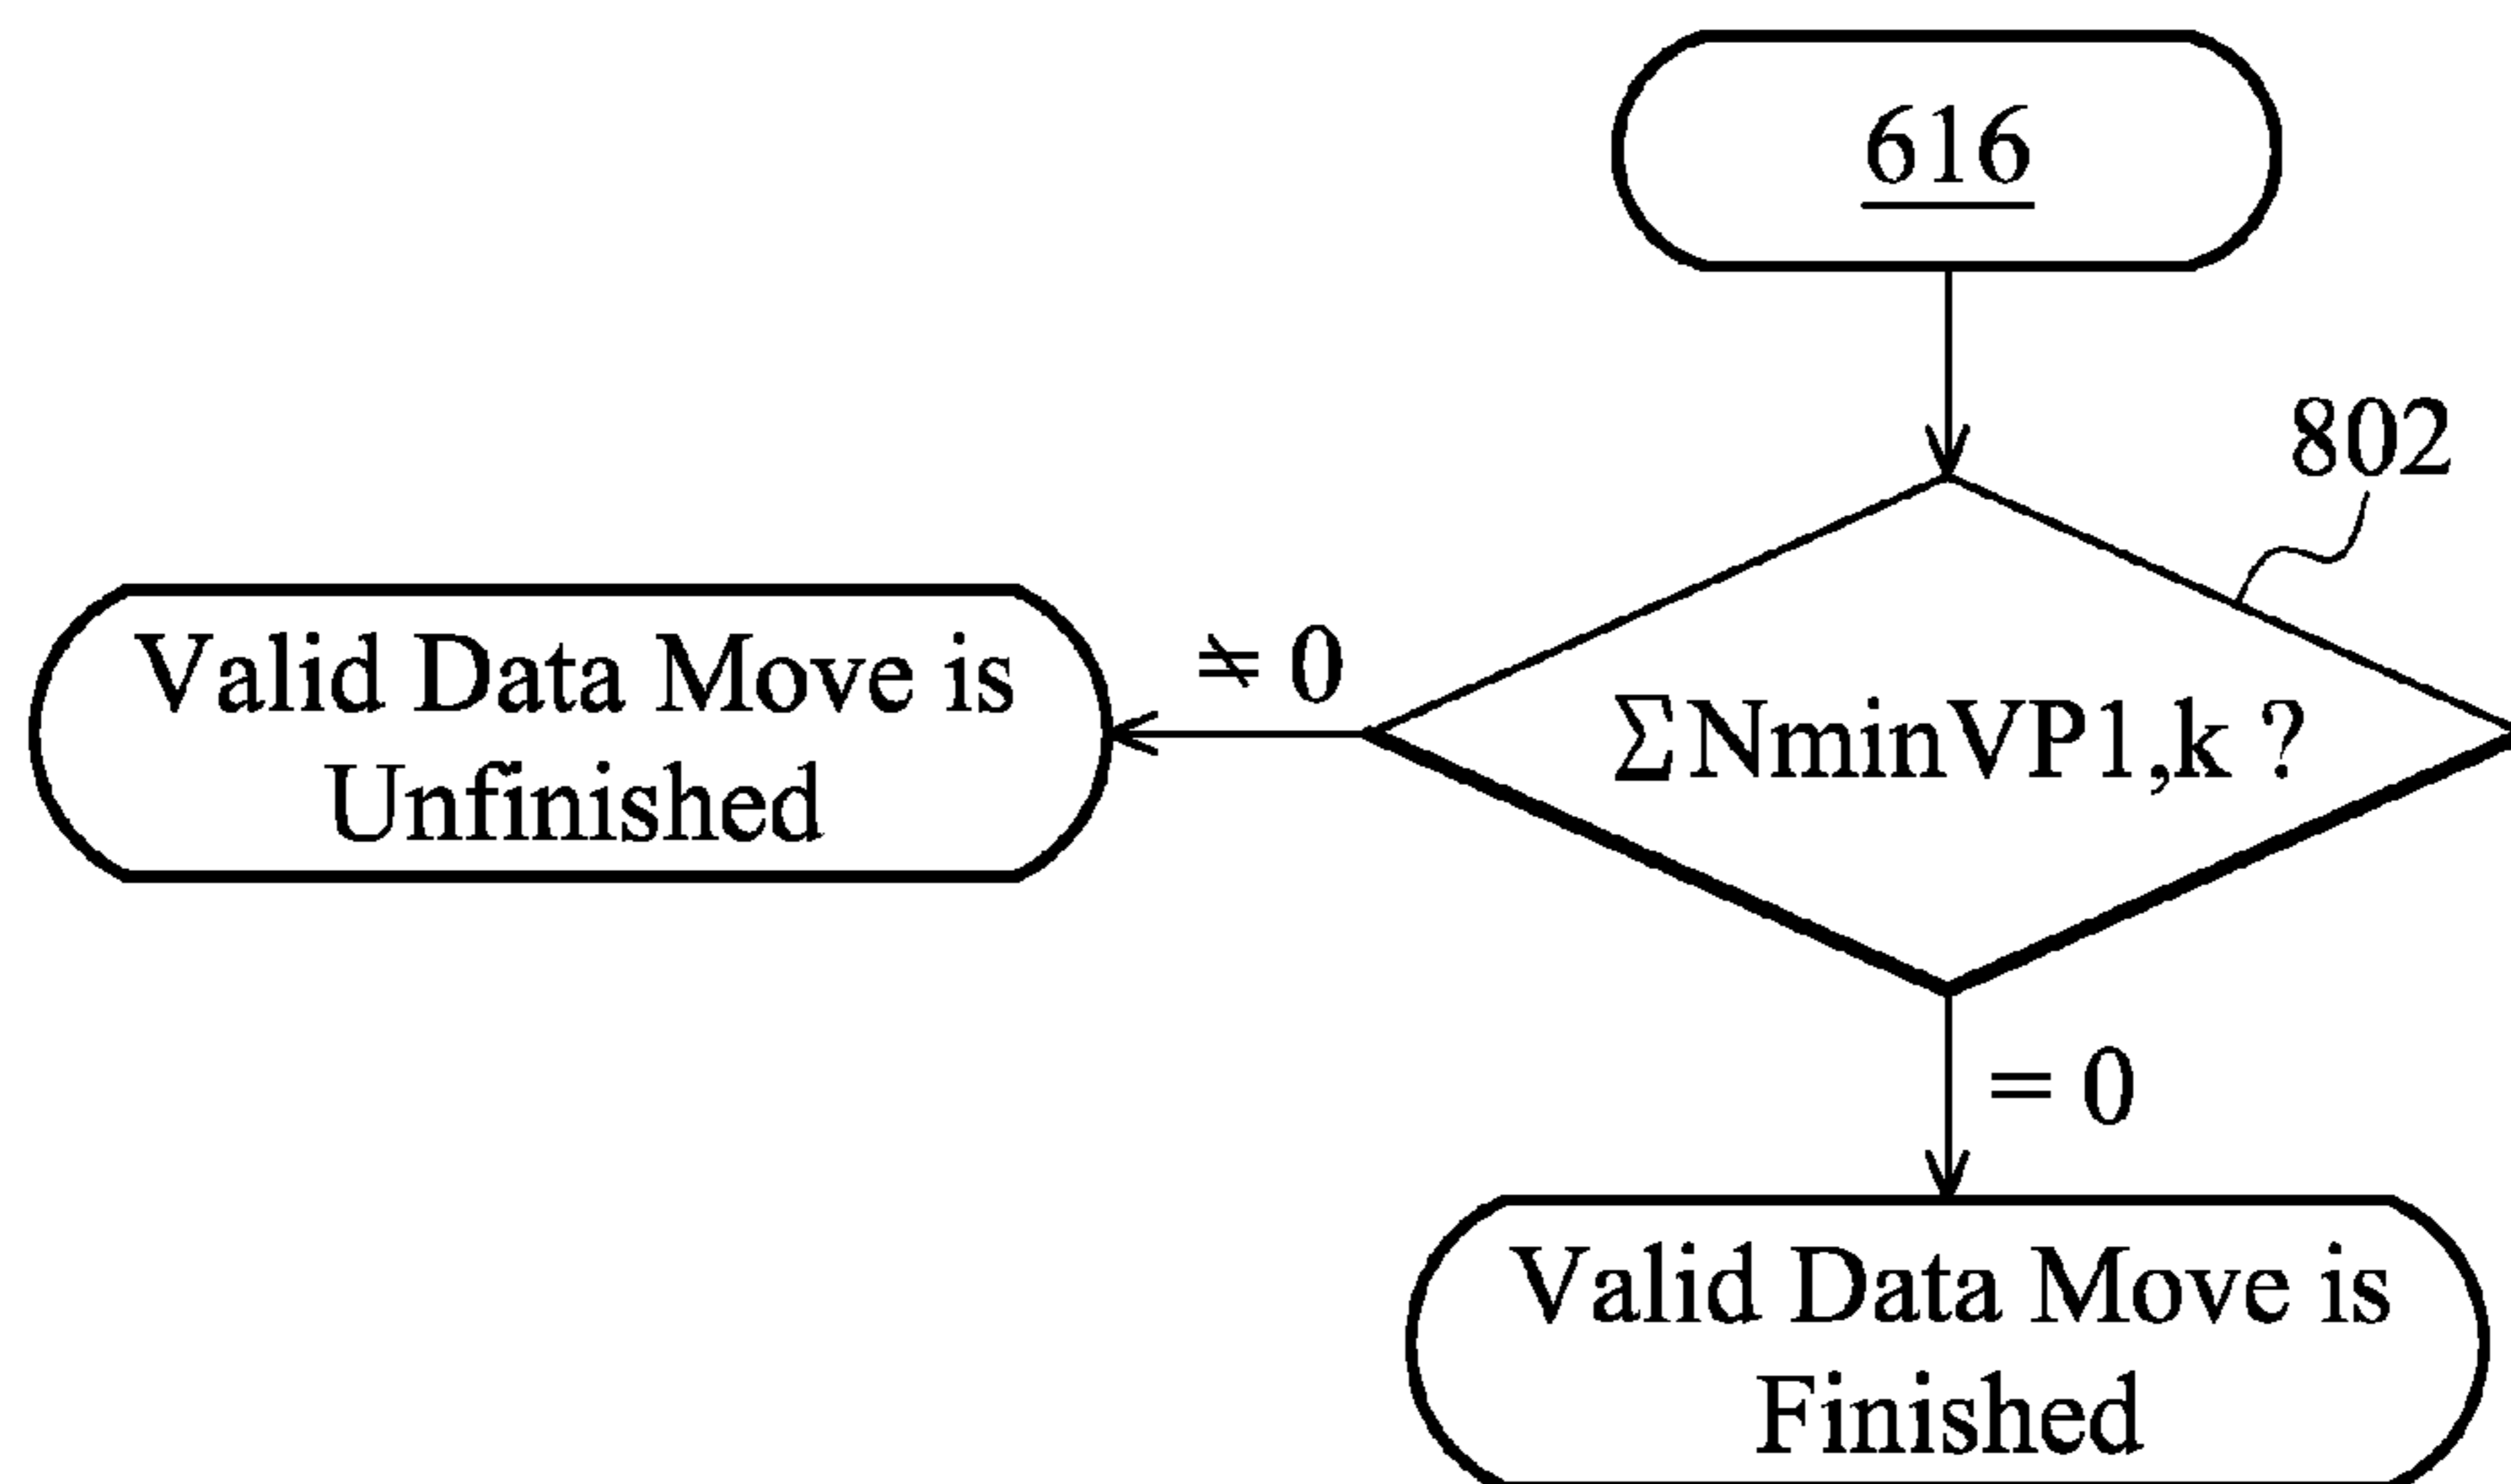 616
802
ΣNminVP1,k ?
≠ 0
Valid Data Move is
Unfinished
= 0
Valid Data Move is
Finished